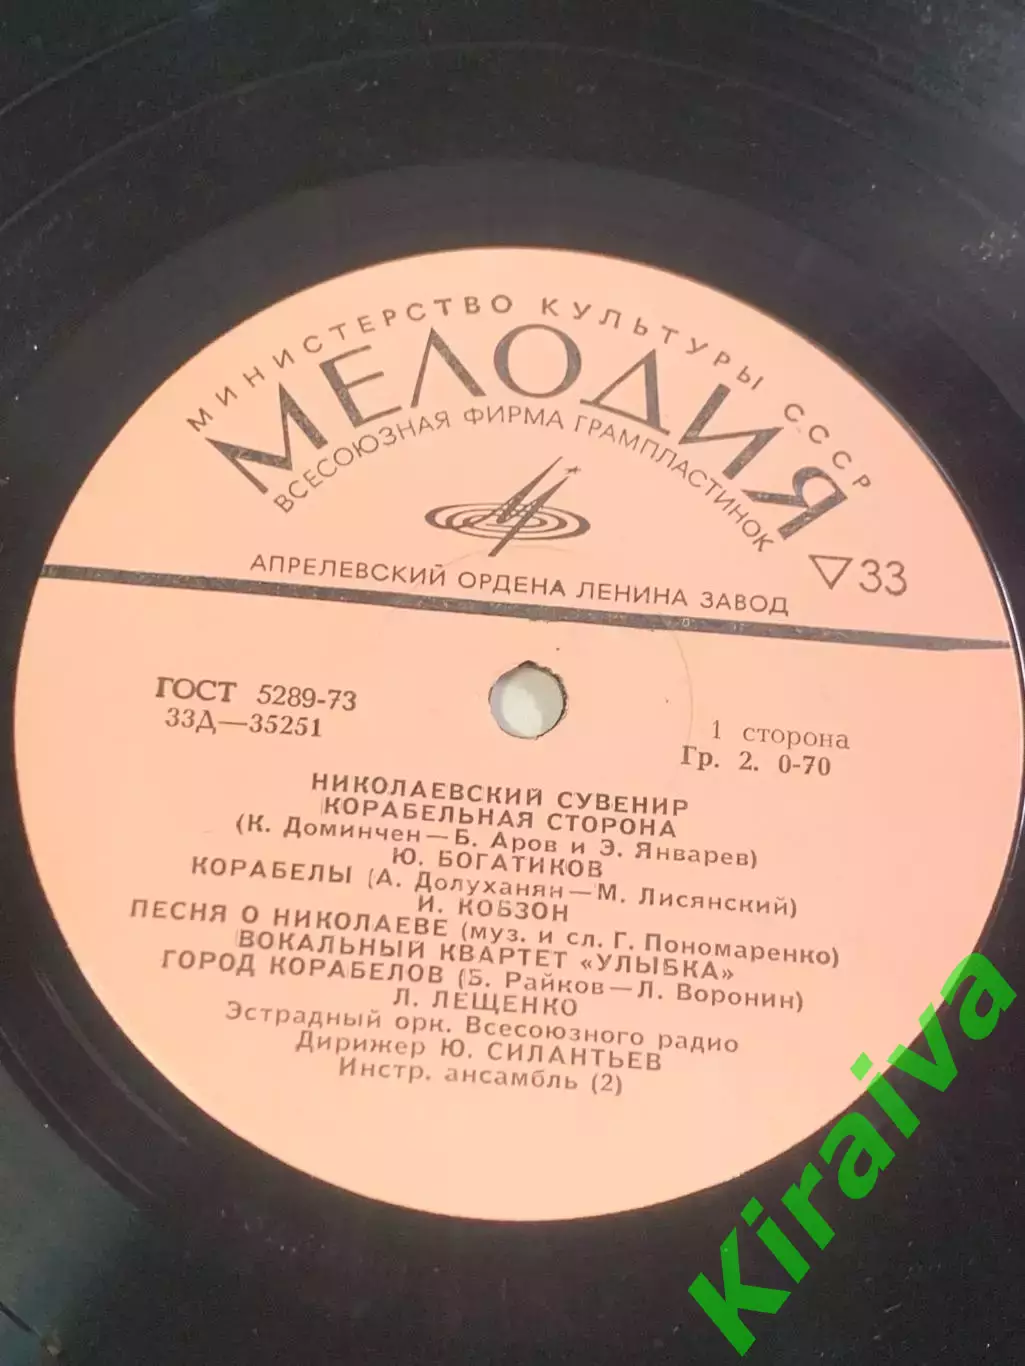 МИНИСТЕРСТВО КУЛЬТУРЫ СССР
МЕЛОДИЯ
ВСЕСОЮЗНАЯ ФИРМА ГРАМПЛАСТИНОК
▽33
АПРЕЛЕВСКИЙ ОРДЕНА ЛЕНИНА ЗАВОД
ГОСТ 5289-73
33Д—35251
1 сторона
Гр. 2. 0-70
НИКОЛАЕВСКИЙ СУВЕНИР
КОРАБЕЛЬНАЯ СТОРОНА
(К. Доминчен—Б. Аров и Э. Январев)
Ю. БОГАТИКОВ
КОРАБЕЛЫ (А. Долуханян—М. Лисянский)
И. КОБЗОН
ПЕСНЯ О НИКОЛАЕВЕ (муз. и сл. Г. Пономаренко)
ВОКАЛЬНЫЙ КВАРТЕТ «УЛЫБКА»
ГОРОД КОРАБЕЛОВ (Б. Райков—Л. Воронин)
Л. ЛЕЩЕНКО
Эстрадный орк. Всесоюзного радио
Дирижер Ю. СИЛАНТЬЕВ
Инстр. ансамбль (2)
Kiraiva